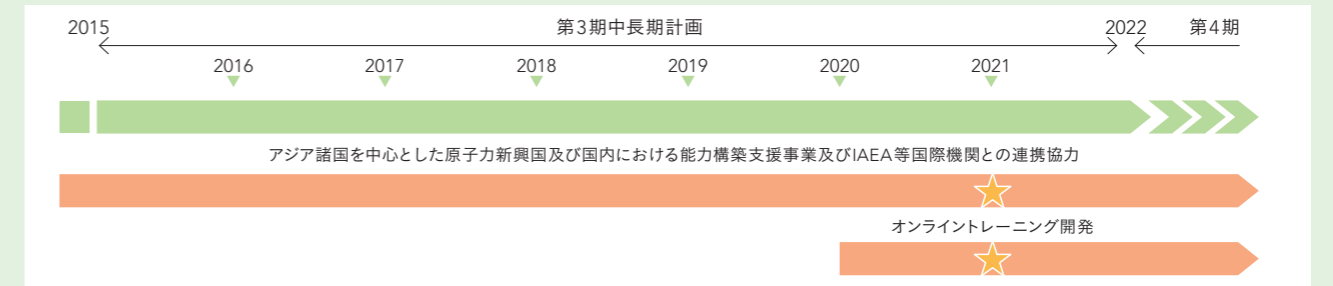 2015 第3期中長期計画 2022 第4期
2016 2017 2018 2019 2020 2021
アジア諸国を中心とした原子力新興国及び国内における能力構築支援事業及びIAEA等国際機関との連携協力
オンライントレーニング開発